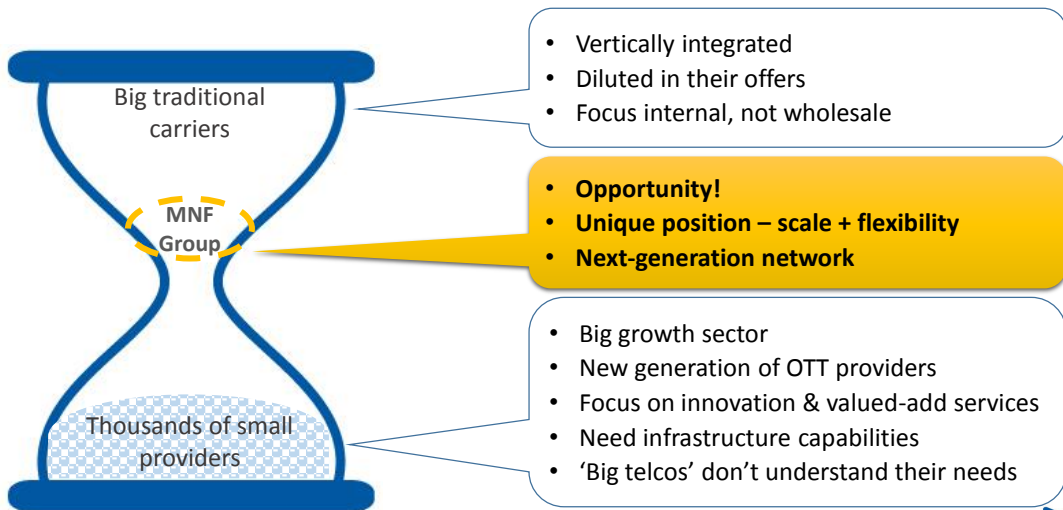 Big traditional
carriers
• Vertically integrated
• Diluted in their offers
• Focus internal, not wholesale
MNF
Group
• Opportunity!
• Unique position – scale + flexibility
• Next-generation network
Thousands of small
providers
• Big growth sector
• New generation of OTT providers
• Focus on innovation & valued-add services
• Need infrastructure capabilities
• ‘Big telcos’ don’t understand their needs